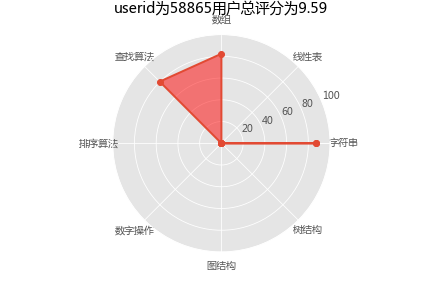 userid为58865用户总评分为9.59
数组
查找算法
线性表
100
80
60
40
20
排序算法
字符串
数字操作
树结构
图结构